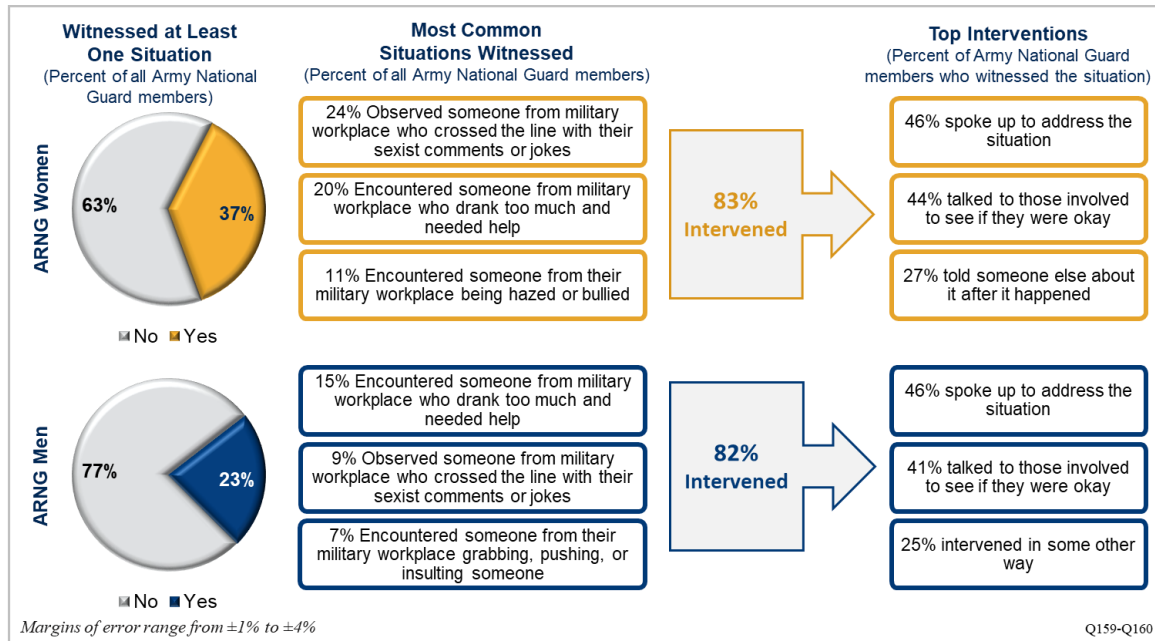 Witnessed at Least
One Situation
(Percent of all Army National
Guard members)
Most Common
Situations Witnessed
(Percent of all Army National Guard members)
Top Interventions
(Percent of Army National Guard
members who witnessed the situation)
ARNG Women
63%
37%
No Yes
24% Observed someone from military
workplace who crossed the line with their
sexist comments or jokes
20% Encountered someone from military
workplace who drank too much and
needed help
11% Encountered someone from their
military workplace being hazed or bullied
83%
Intervened
46% spoke up to address the
situation
44% talked to those involved
to see if they were okay
27% told someone else about
it after it happened
ARNG Men
77%
23%
No Yes
15% Encountered someone from military
workplace who drank too much and
needed help
9% Observed someone from military
workplace who crossed the line with their
sexist comments or jokes
7% Encountered someone from their
military workplace grabbing, pushing, or
insulting someone
82%
Intervened
46% spoke up to address the
situation
41% talked to those involved
to see if they were okay
25% intervened in some other
way
Margins of error range from ±1% to ±4%
Q159-Q160